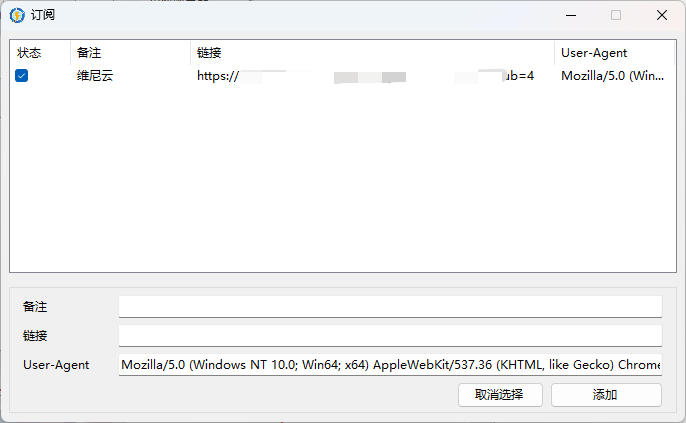 订阅
状态 备注 链接 User-Agent
维尼云 https:// ub=4 Mozilla/5.0 (Win...
备注
链接
User-Agent Mozilla/5.0 (Windows NT 10.0; Win64; x64) AppleWebKit/537.36 (KHTML, like Gecko) Chrome
取消选择 添加